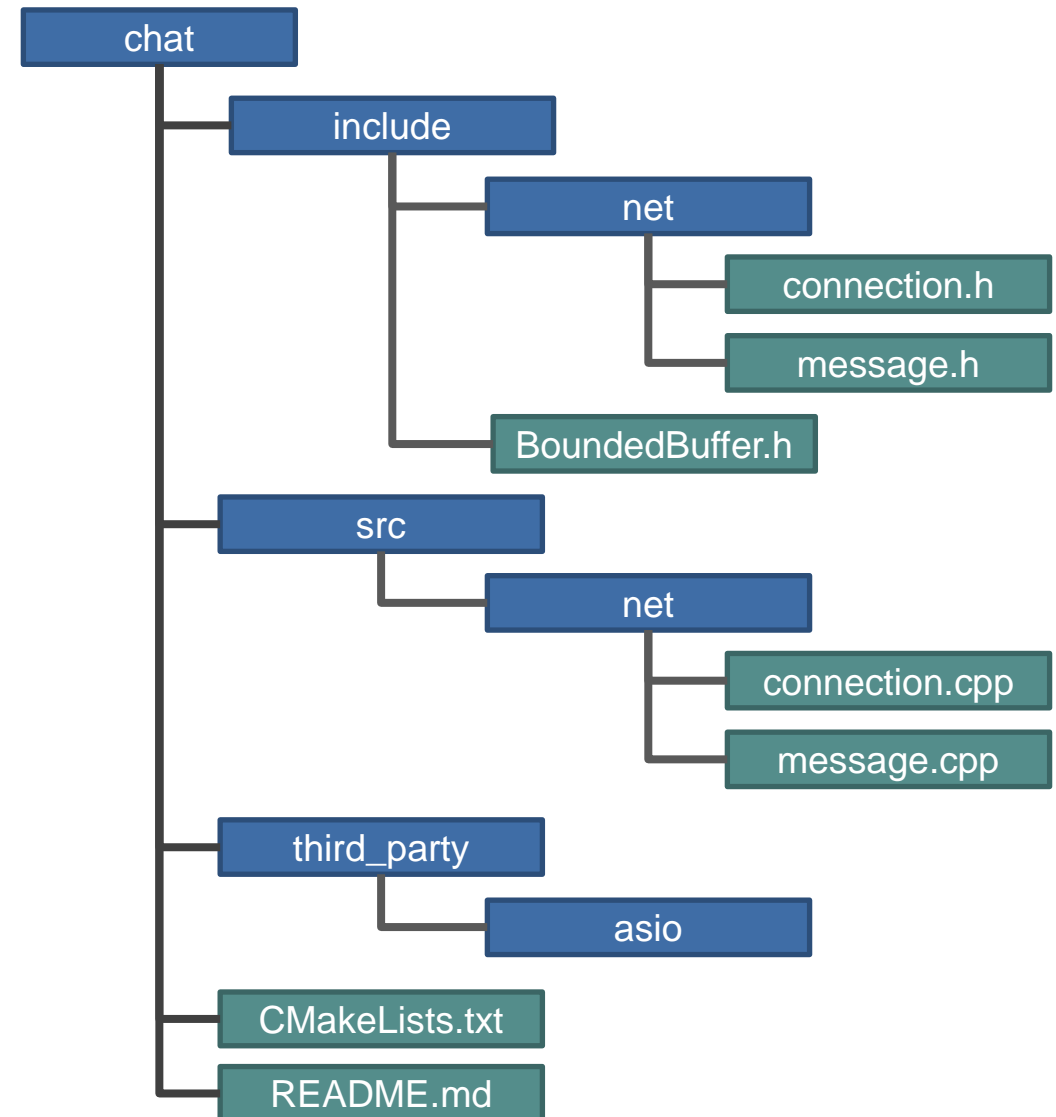 chat
include
net
connection.h
message.h
BoundedBuffer.h
src
net
connection.cpp
message.cpp
third_party
asio
CMakeLists.txt
README.md